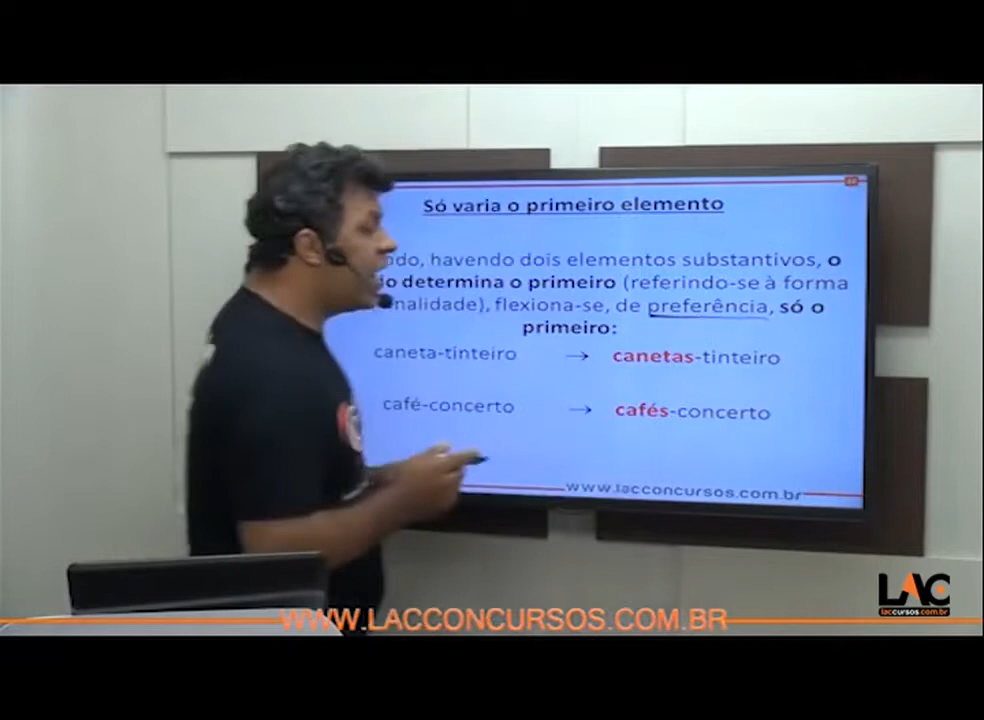 Só varia o primeiro elemento
havendo dois elementos substantivos, o
determina o primeiro (referindo-se à forma
flexiona-se, de preferência, só o
primeiro:
caneta-tinteiro → canetas-tinteiro
café-concerto → cafés-concerto
www.lacconcursos.com.br
LAC
laccursos.com.br
WWW.LACCONCURSOS.COM.BR